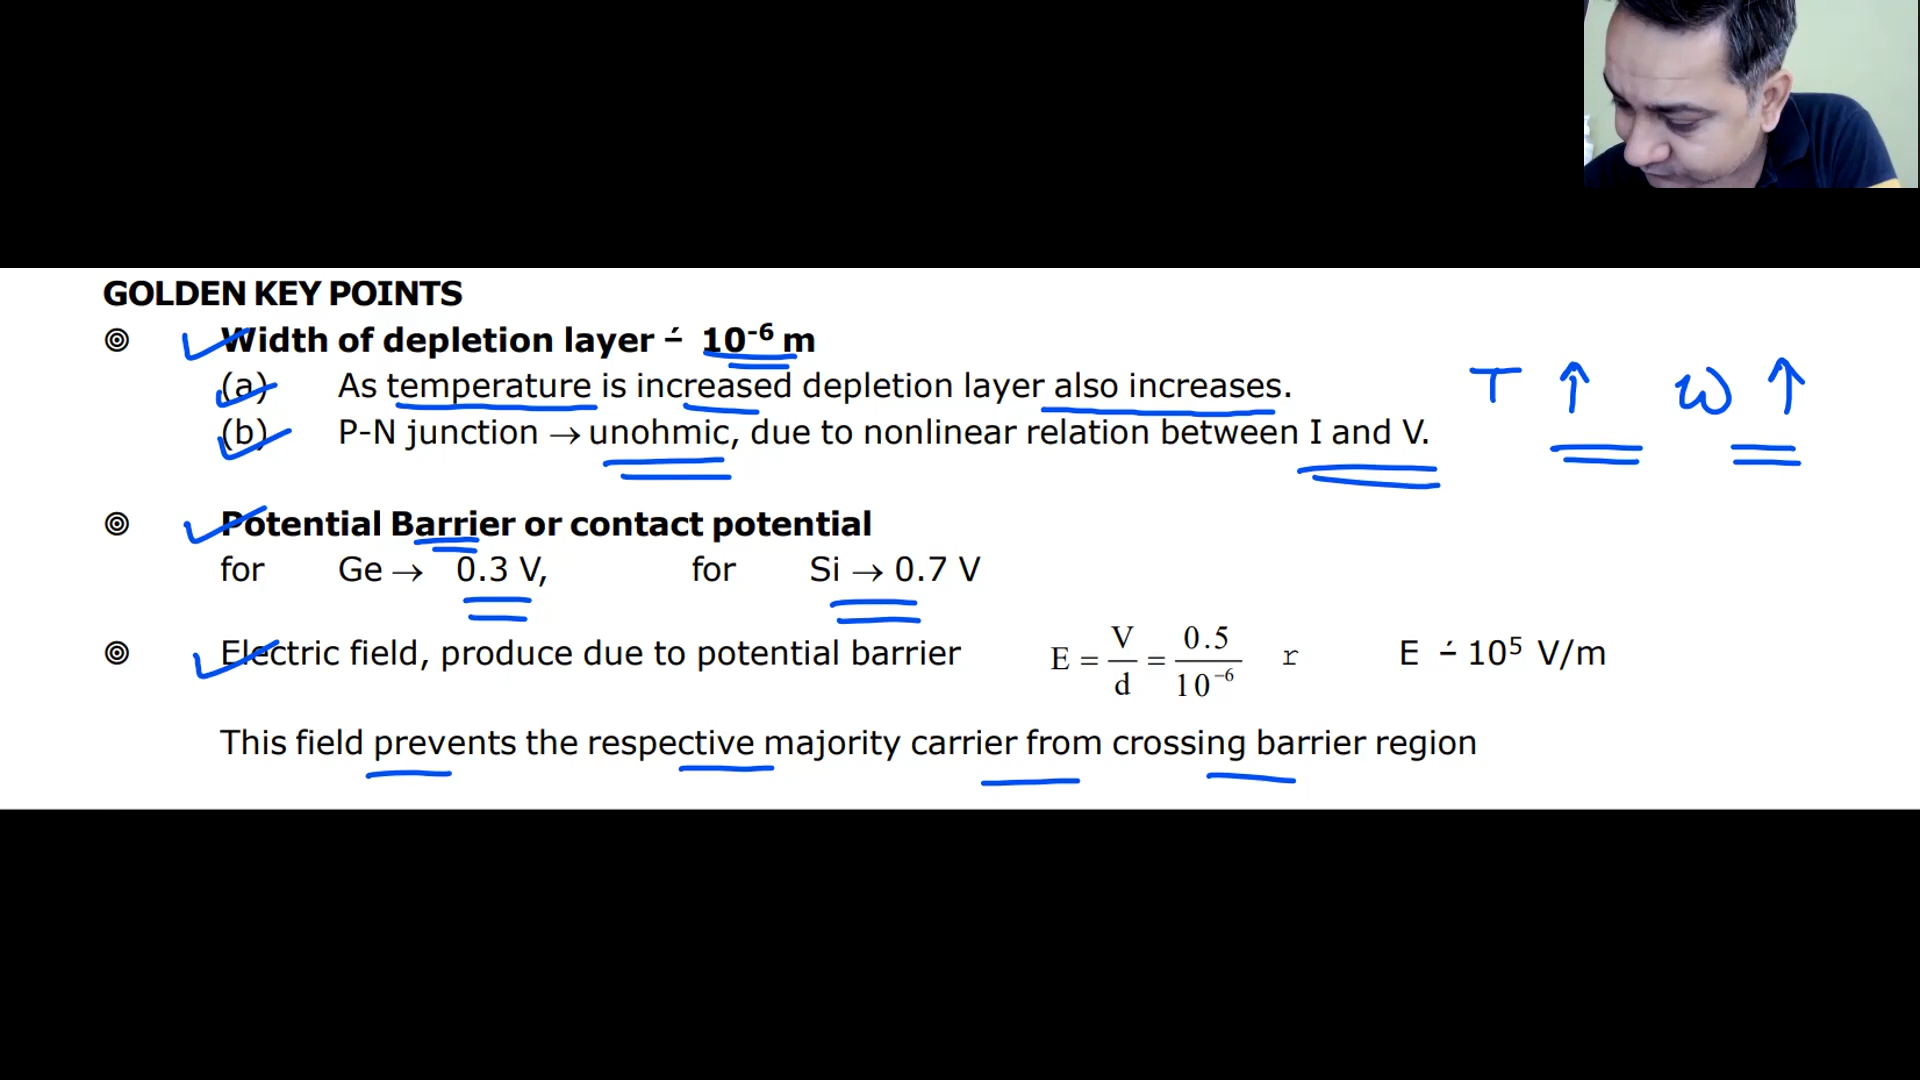 GOLDEN KEY POINTS
◎ Width of depletion layer ∸ 10⁻⁶ m
(a) As temperature is increased depletion layer also increases. T ↑ W ↑
(b) P-N junction → unohmic, due to nonlinear relation between I and V.
◎ Potential Barrier or contact potential
for Ge → 0.3 V, for Si → 0.7 V
◎ Electric field, produce due to potential barrier E = V/d = 0.5/10⁻⁶ r E ∸ 10⁵ V/m
This field prevents the respective majority carrier from crossing barrier region